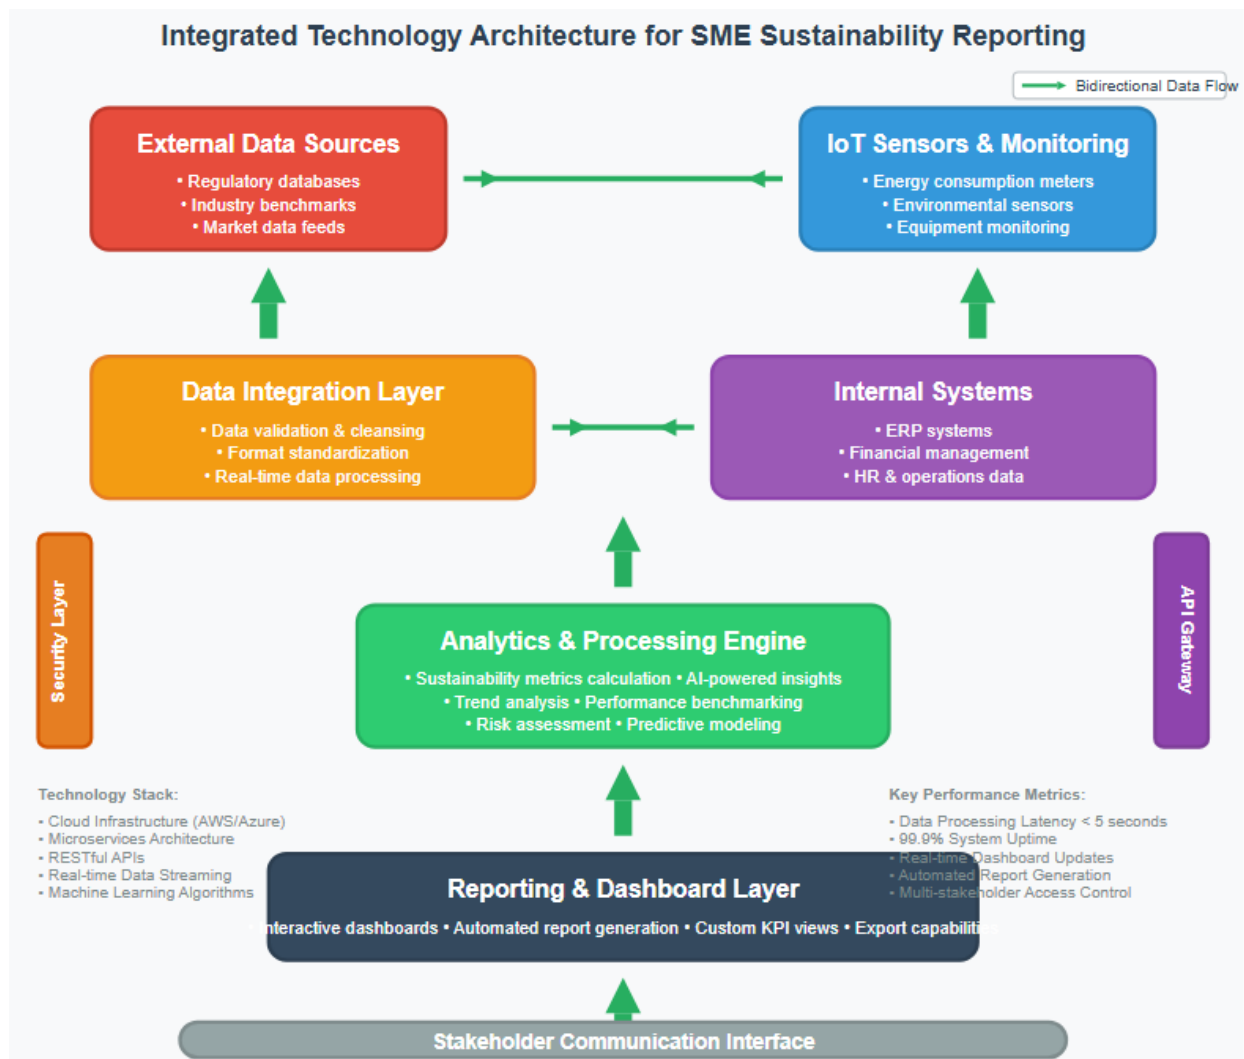 Integrated Technology Architecture for SME Sustainability Reporting
Bidirectional Data Flow
External Data Sources
• Regulatory databases
• Industry benchmarks
• Market data feeds
IoT Sensors & Monitoring
• Energy consumption meters
• Environmental sensors
• Equipment monitoring
Data Integration Layer
• Data validation & cleansing
• Format standardization
• Real-time data processing
Internal Systems
• ERP systems
• Financial management
• HR & operations data
Security Layer
API Gateway
Analytics & Processing Engine
• Sustainability metrics calculation • AI-powered insights
• Trend analysis • Performance benchmarking
• Risk assessment • Predictive modeling
Technology Stack:
• Cloud Infrastructure (AWS/Azure)
• Microservices Architecture
• RESTful APIs
• Real-time Data Streaming
• Machine Learning Algorithms
Key Performance Metrics:
• Data Processing Latency < 5 seconds
• 99.9% System Uptime
• Real-time Dashboard Updates
• Automated Report Generation
• Multi-stakeholder Access Control
Reporting & Dashboard Layer
Interactive dashboards • Automated report generation • Custom KPI views • Export capabilities
Stakeholder Communication Interface